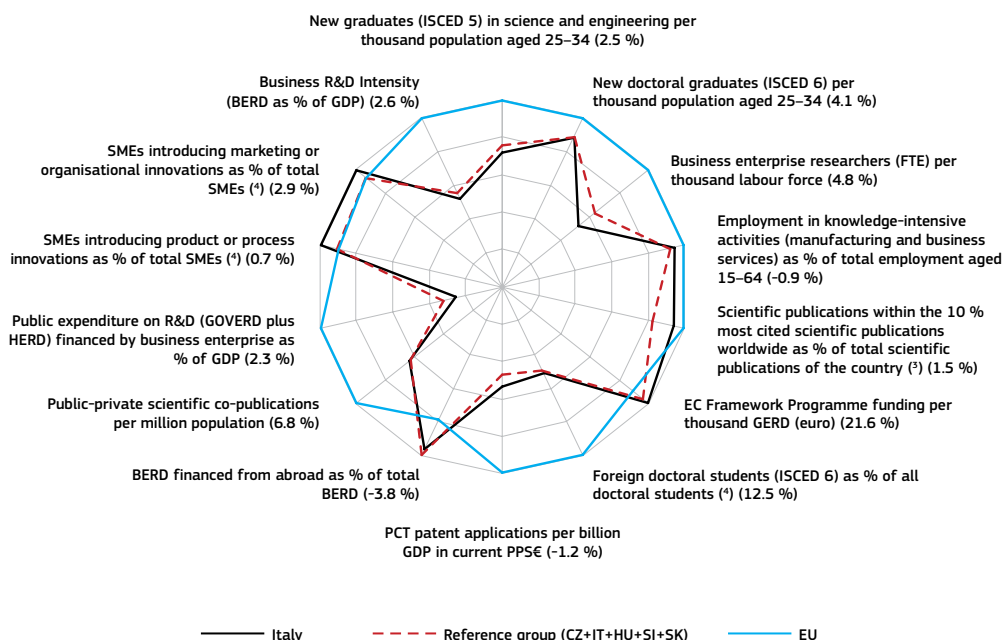 New graduates (ISCED 5) in science and engineering per
thousand population aged 25–34 (2.5 %)
New doctoral graduates (ISCED 6) per
thousand population aged 25–34 (4.1 %)
Business enterprise researchers (FTE) per
thousand labour force (4.8 %)
Employment in knowledge-intensive
activities (manufacturing and business
services) as % of total employment aged
15–64 (-0.9 %)
Scientific publications within the 10 %
most cited scientific publications
worldwide as % of total scientific
publications of the country (³) (1.5 %)
EC Framework Programme funding per
thousand GERD (euro) (21.6 %)
Foreign doctoral students (ISCED 6) as % of all
doctoral students (⁴) (12.5 %)
PCT patent applications per billion
GDP in current PPS€ (-1.2 %)
BERD financed from abroad as % of total
BERD (-3.8 %)
Public-private scientific co-publications
per million population (6.8 %)
Public expenditure on R&D (GOVERD plus
HERD) financed by business enterprise as
% of GDP (2.3 %)
SMEs introducing product or process
innovations as % of total SMEs (⁴) (0.7 %)
SMEs introducing marketing or
organisational innovations as % of total
SMEs (⁴) (2.9 %)
Business R&D Intensity
(BERD as % of GDP) (2.6 %)
Italy
Reference group (CZ+IT+HU+SI+SK)
EU